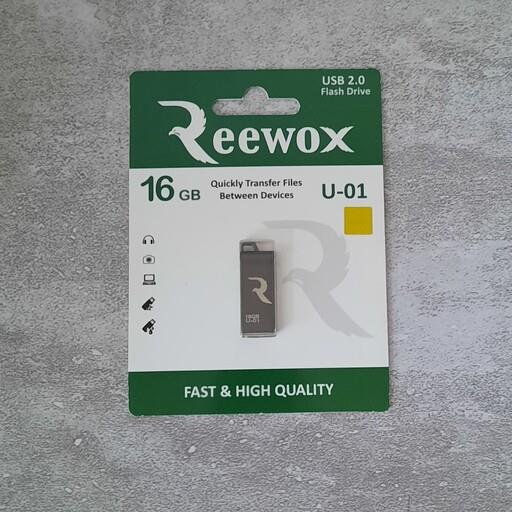 USB 2.0
Flash Drive
Reewox
16 GB
Quickly Transfer Files
Between Devices
U-01
R
16GB
U-01
FAST & HIGH QUALITY